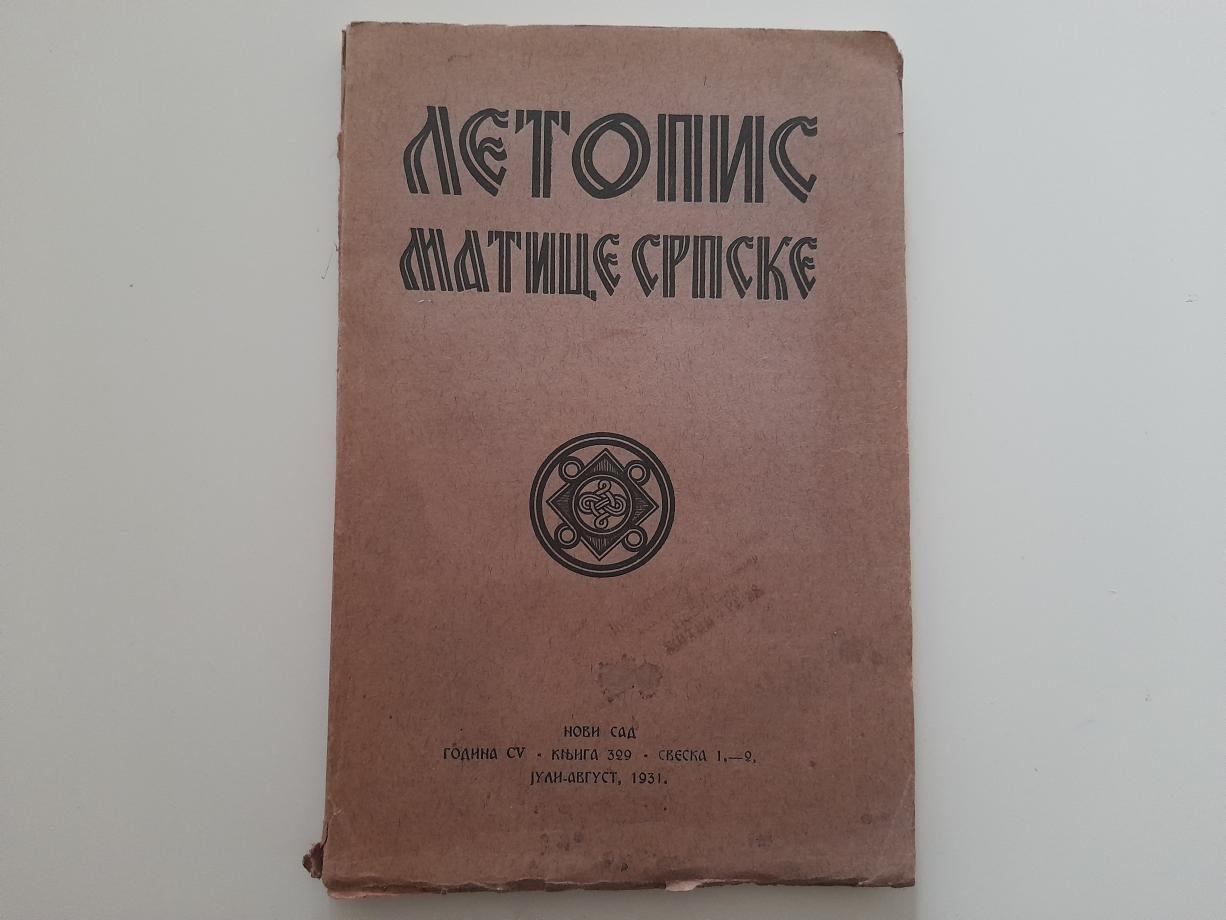 ЛЕТОПИС
МАТИЦЕ СРПСКЕ
НОВИ САД
ГОДИНА CV • КЊИГА 329 • СВЕСКА 1.—2.
ЈУЛИ-АВГУСТ, 1931.